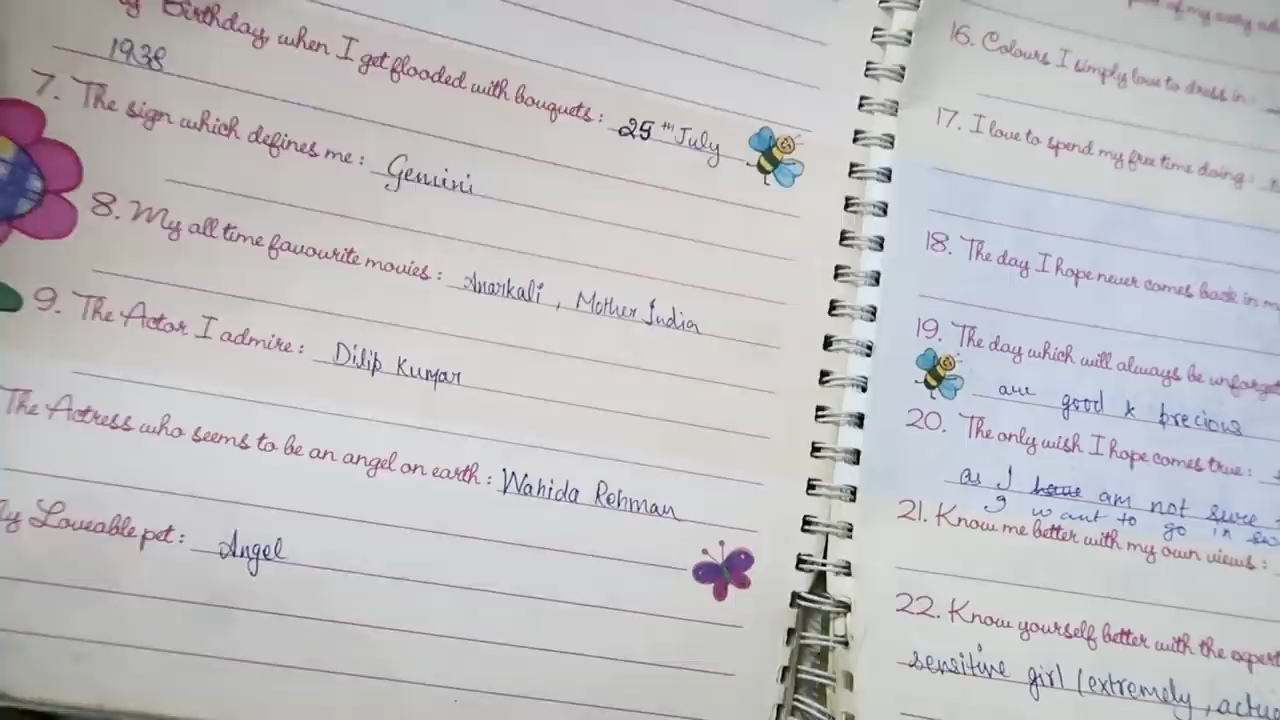 Birthday, when I get flooded with bouquets: 25th July
1938
7. The sign which defines me: Gemini
8. My all time favourite movies: Anarkali, Mother India
9. The Actor I admire: Dilip Kumar
The Actress who seems to be an angel on earth: Wahida Rehman
My Loveable pet: Angel
16. Colours I simply love to dress in:
17. I love to spend my free time doing:
18. The day I hope never comes back in
19. The day which will always be
are good & precious
20. The only wish I hope comes true:
as I have am not sure
I want to go in
21. Know me better with my own views:
22. Know yourself better with the
sensitive girl (extremely,